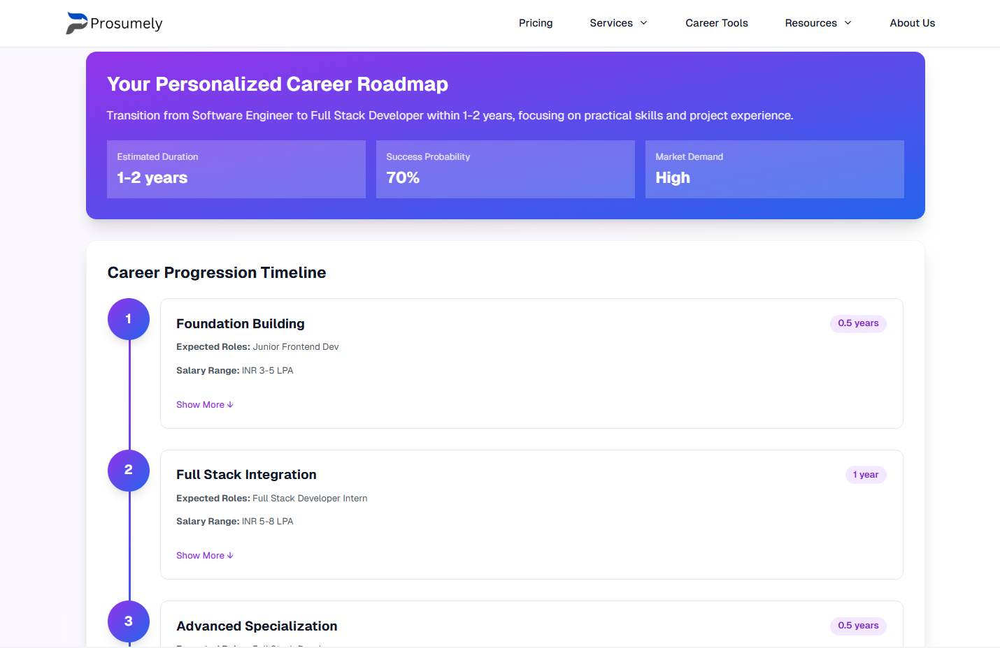 Prosumely
Pricing
Services
Career Tools
Resources
About Us
Your Personalized Career Roadmap
Transition from Software Engineer to Full Stack Developer within 1-2 years, focusing on practical skills and project experience.
Estimated Duration
1-2 years
Success Probability
70%
Market Demand
High
Career Progression Timeline
1
Foundation Building
0.5 years
Expected Roles: Junior Frontend Dev
Salary Range: INR 3-5 LPA
Show More ↓
2
Full Stack Integration
1 year
Expected Roles: Full Stack Developer Intern
Salary Range: INR 5-8 LPA
Show More ↓
3
Advanced Specialization
0.5 years